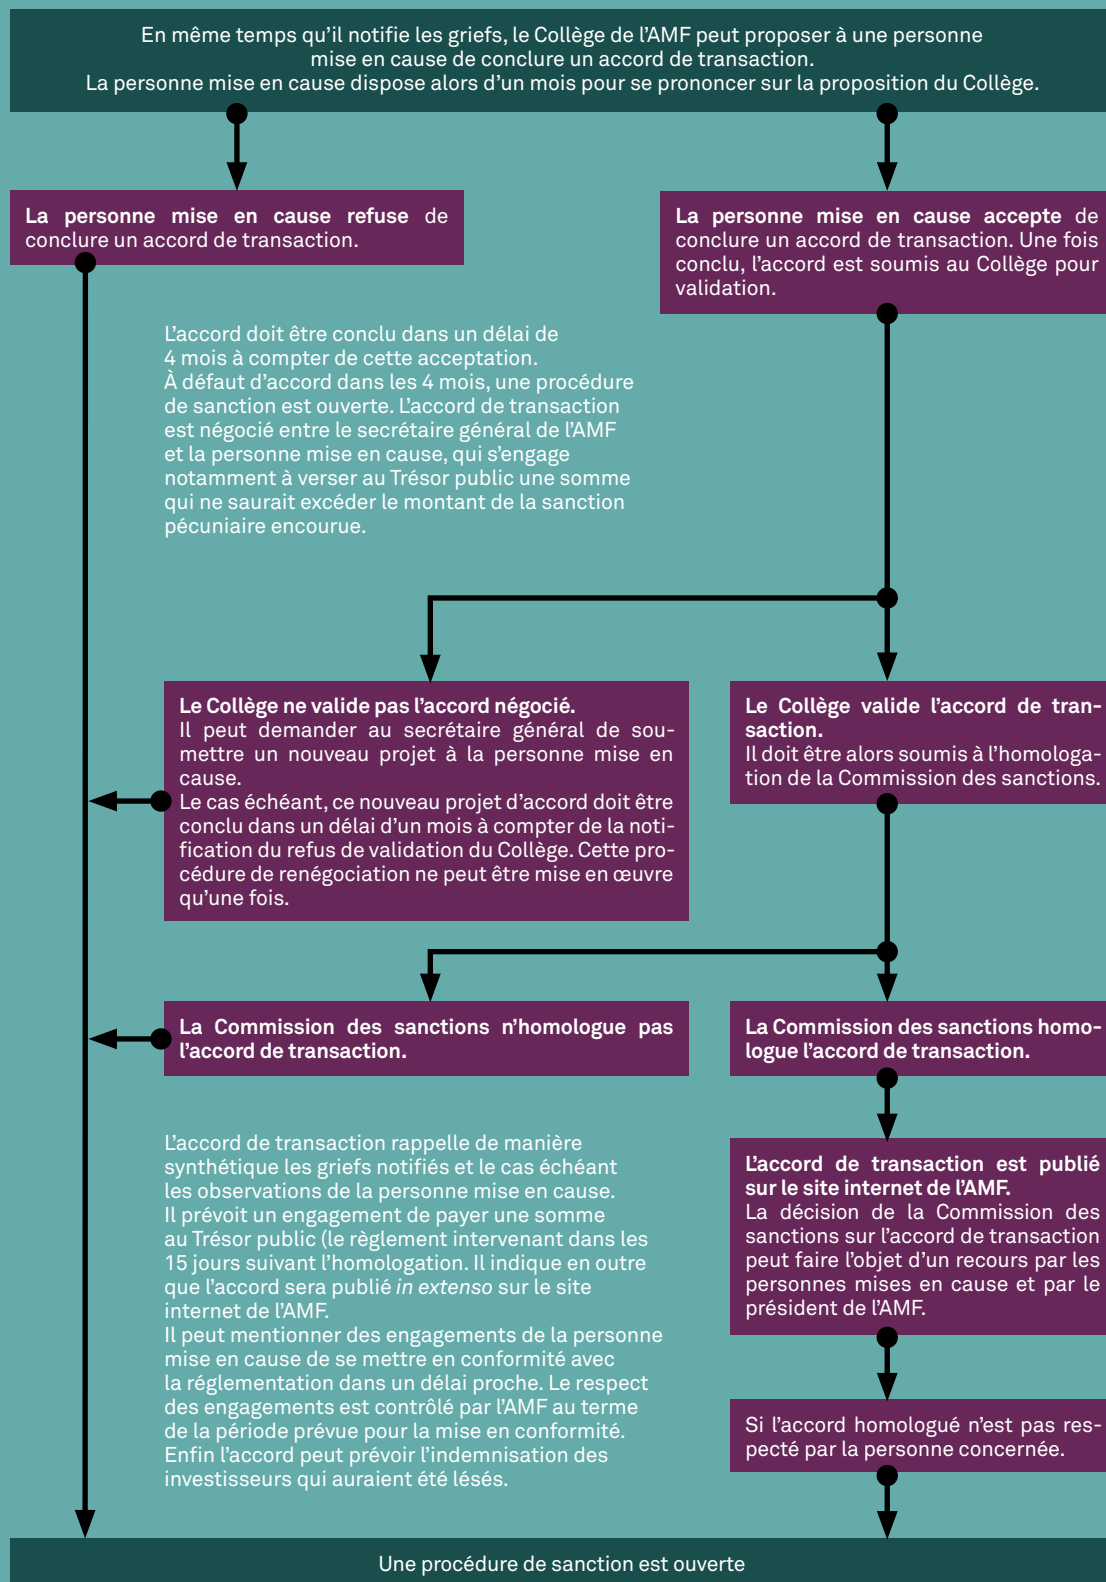 En même temps qu’il notifie les griefs, le Collège de l’AMF peut proposer à une personne
mise en cause de conclure un accord de transaction.
La personne mise en cause dispose alors d’un mois pour se prononcer sur la proposition du Collège.
La personne mise en cause refuse de
conclure un accord de transaction.
La personne mise en cause accepte de
conclure un accord de transaction. Une fois
conclu, l’accord est soumis au Collège pour
validation.
L’accord doit être conclu dans un délai de
4 mois à compter de cette acceptation.
À défaut d’accord dans les 4 mois, une procédure
de sanction est ouverte. L’accord de transaction
est négocié entre le secrétaire général de l’AMF
et la personne mise en cause, qui s’engage
notamment à verser au Trésor public une somme
qui ne saurait excéder le montant de la sanction
pécuniaire encourue.
Le Collège ne valide pas l’accord négocié.
Il peut demander au secrétaire général de sou-
mettre un nouveau projet à la personne mise en
cause.
Le cas échéant, ce nouveau projet d’accord doit être
conclu dans un délai d’un mois à compter de la noti-
fication du refus de validation du Collège. Cette pro-
cédure de renégociation ne peut être mise en œuvre
qu’une fois.
Le Collège valide l’accord de tran-
saction.
Il doit être alors soumis à l’homologa-
tion de la Commission des sanctions.
La Commission des sanctions n’homologue pas
l’accord de transaction.
La Commission des sanctions homo-
logue l’accord de transaction.
L’accord de transaction rappelle de manière
synthétique les griefs notifiés et le cas échéant
les observations de la personne mise en cause.
Il prévoit un engagement de payer une somme
au Trésor public (le règlement intervenant dans les
15 jours suivant l’homologation. Il indique en outre
que l’accord sera publié in extenso sur le site
internet de l’AMF.
Il peut mentionner des engagements de la personne
mise en cause de se mettre en conformité avec
la réglementation dans un délai proche. Le respect
des engagements est contrôlé par l’AMF au terme
de la période prévue pour la mise en conformité.
Enfin l’accord peut prévoir l’indemnisation des
investisseurs qui auraient été lésés.
L’accord de transaction est publié
sur le site internet de l’AMF.
La décision de la Commission des
sanctions sur l’accord de transaction
peut faire l’objet d’un recours par les
personnes mises en cause et par le
président de l’AMF.
Si l’accord homologué n’est pas res-
pecté par la personne concernée.
Une procédure de sanction est ouverte